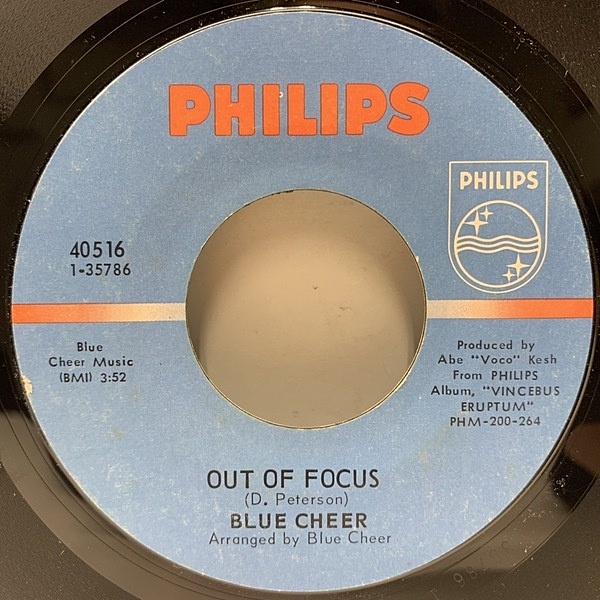 PHILIPS
PHILIPS
40516
1-35786
Blue
Cheer Music
(BMI) 3:52
Produced by
Abe "Voco" Kesh
From PHILIPS
Album, "VINCEBUS
ERUPTUM"
PHM-200-264
OUT OF FOCUS
(D. Peterson)
BLUE CHEER
Arranged by Blue Cheer